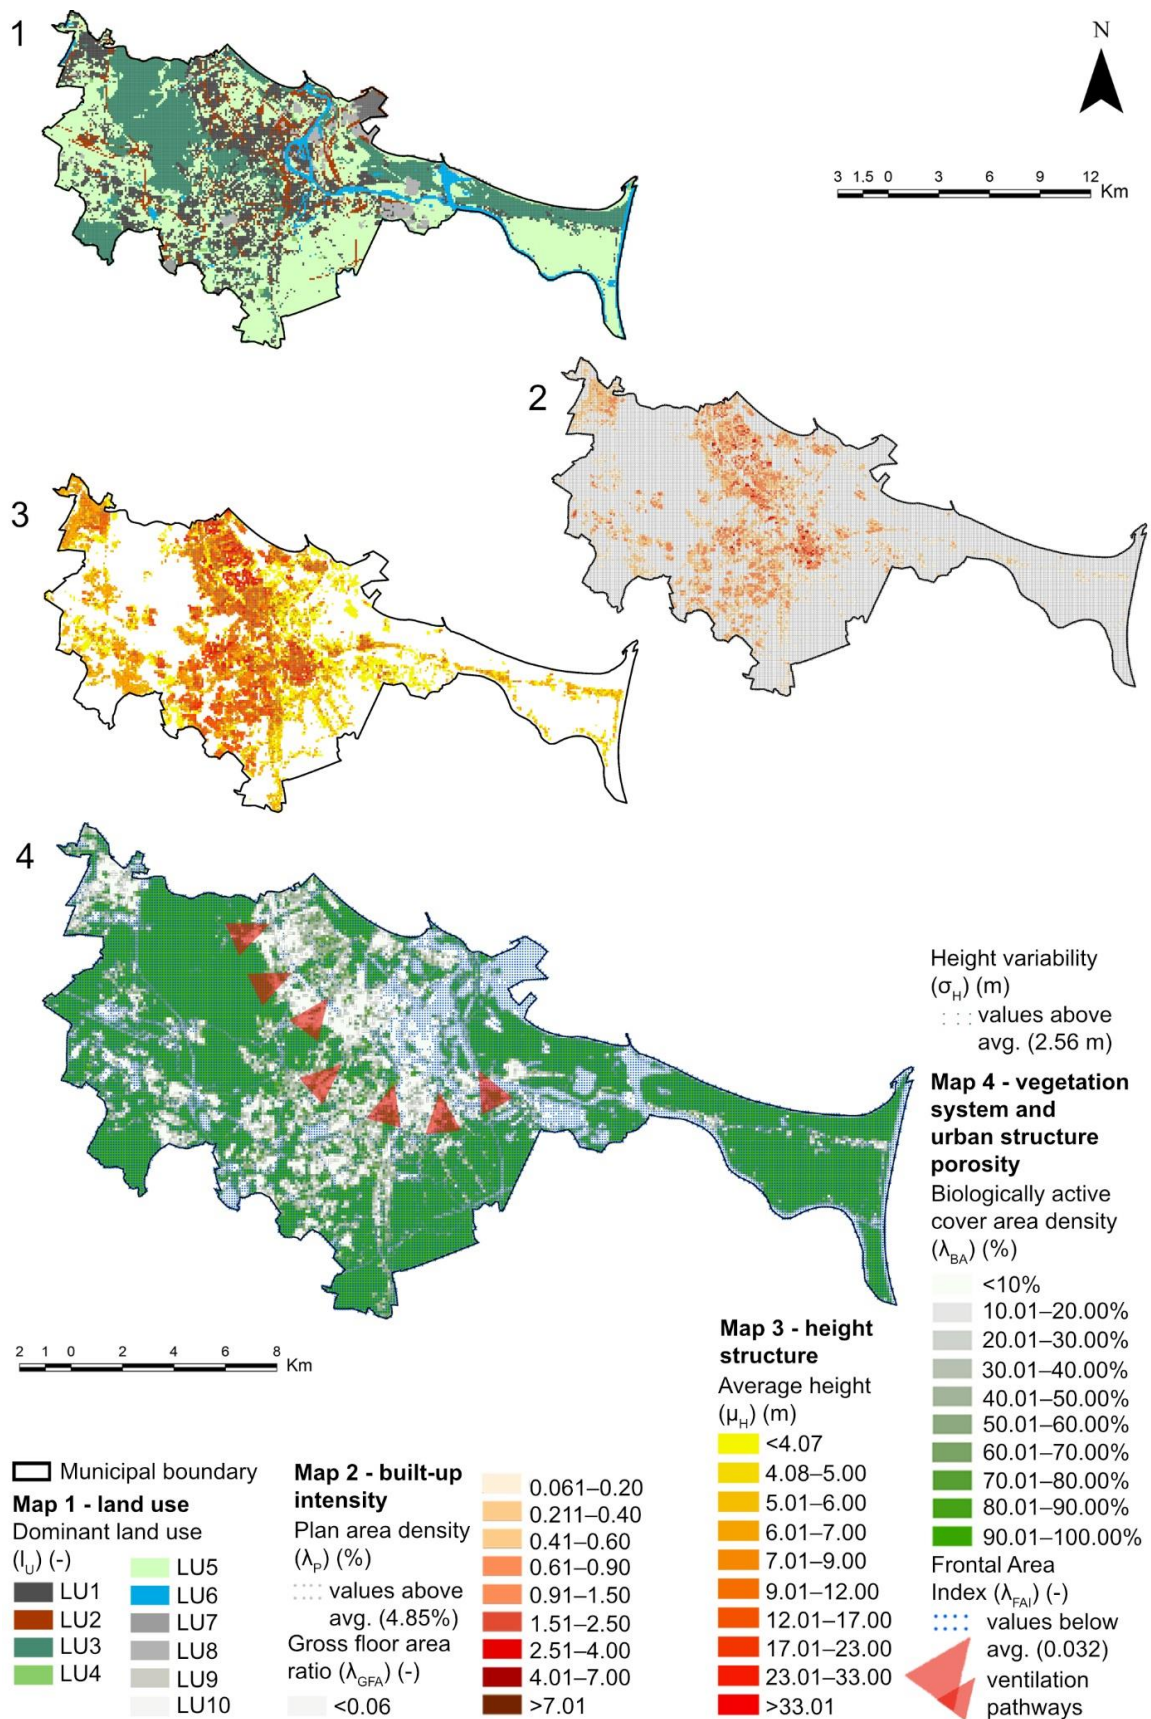 1
N
3 1.5 0 3 6 9 12
Km
2
3
4
2 1 0 2 4 6 8
Km
Municipal boundary
Map 1 - land use
Dominant land use
(lU) (-)
LU1
LU2
LU3
LU4
LU5
LU6
LU7
LU8
LU9
LU10
Map 2 - built-up
intensity
Plan area density
(λP) (%)
values above
avg. (4.85%)
Gross floor area
ratio (λGFA) (-)
<0.06
0.061–0.20
0.211–0.40
0.41–0.60
0.61–0.90
0.91–1.50
1.51–2.50
2.51–4.00
4.01–7.00
>7.01
Map 3 - height
structure
Average height
(μH) (m)
<4.07
4.08–5.00
5.01–6.00
6.01–7.00
7.01–9.00
9.01–12.00
12.01–17.00
17.01–23.00
23.01–33.00
>33.01
Height variability
(σH) (m)
values above
avg. (2.56 m)
Map 4 - vegetation
system and
urban structure
porosity
Biologically active
cover area density
(λBA) (%)
<10%
10.01–20.00%
20.01–30.00%
30.01–40.00%
40.01–50.00%
50.01–60.00%
60.01–70.00%
70.01–80.00%
80.01–90.00%
90.01–100.00%
Frontal Area
Index (λFAI) (-)
values below
avg. (0.032)
ventilation
pathways